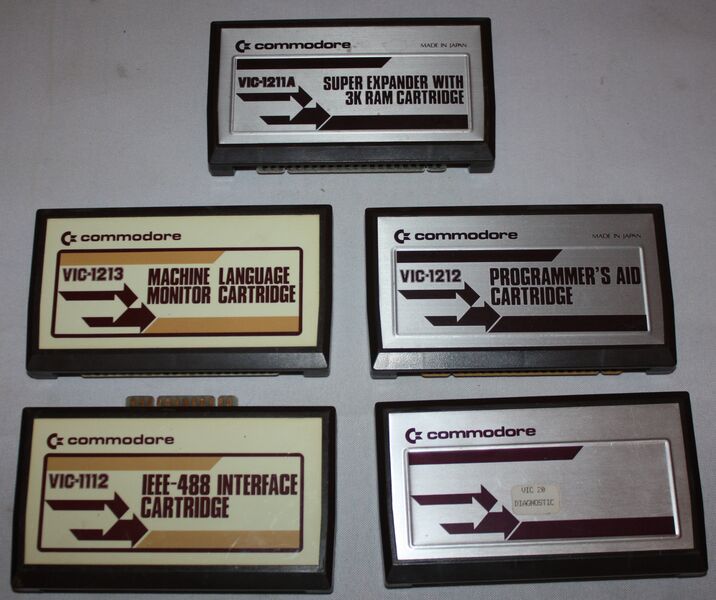 commodore
MADE IN JAPAN
VIC-1211A
SUPER EXPANDER WITH
3K RAM CARTRIDGE
commodore
VIC-1213
MACHINE LANGUAGE
MONITOR CARTRIDGE
commodore
MADE IN JAPAN
VIC-1212
PROGRAMMER'S AID
CARTRIDGE
commodore
VIC-1112
IEEE-488 INTERFACE
CARTRIDGE
commodore
VIC 20
DIAGNOSTIC